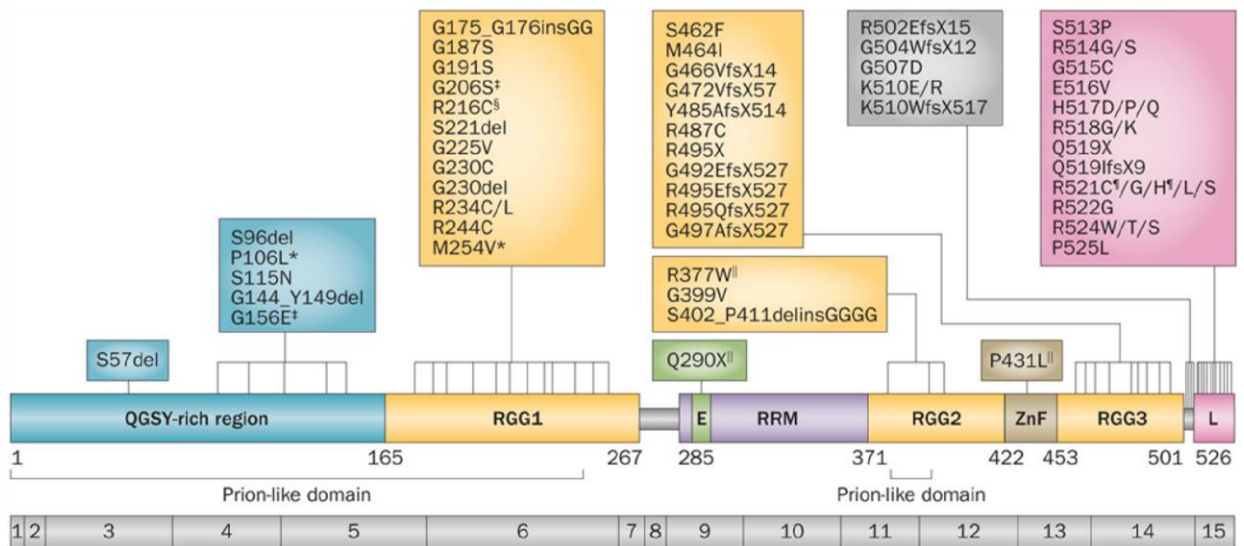 G175_G176insGG
G187S
G191S
G206S‡
R216C§
S221del
G225V
G230C
G230del
R234C/L
R244C
M254V*
S462F
M464I
G466VfsX14
G472VfsX57
Y485AfsX514
R487C
R495X
G492EfsX527
R495EfsX527
R495QfsX527
G497AfsX527
R502EfsX15
G504WfsX12
G507D
K510E/R
K510WfsX517
S513P
R514G/S
G515C
E516V
H517D/P/Q
R518G/K
Q519X
Q519IfsX9
R521C¶/G/H¶/L/S
R522G
R524W/T/S
P525L
S96del
P106L*
S115N
G144_Y149del
G156E‡
R377W||
G399V
S402_P411delinsGGGG
S57del
Q290X||
P431L||
QGSY-rich region RGG1 E RRM RGG2 ZnF RGG3 L
1 165 267 285 371 422 453 501 526
Prion-like domain Prion-like domain
1 2 3 4 5 6 7 8 9 10 11 12 13 14 15